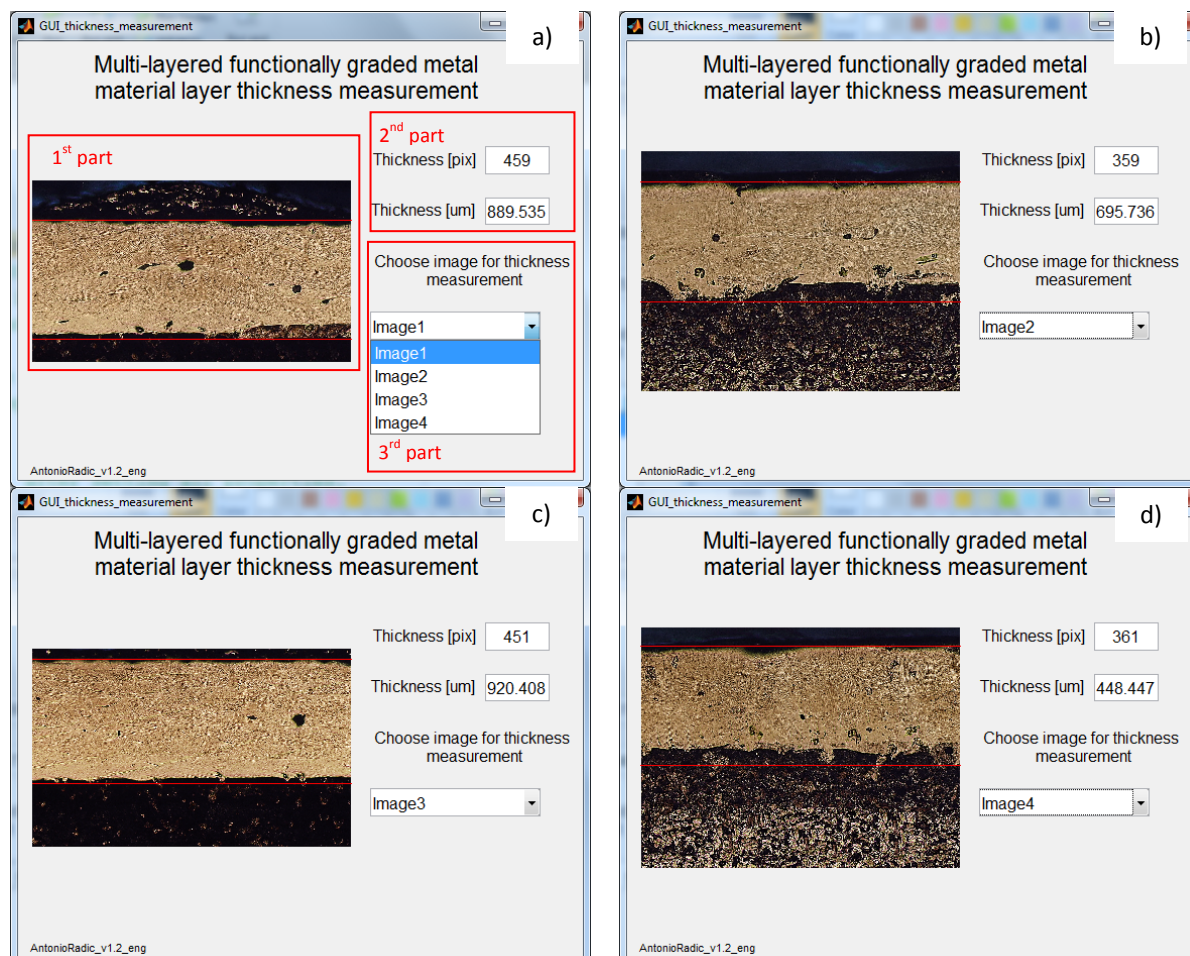 GUI_thickness_measurement
a)
Multi-layered functionally graded metal
material layer thickness measurement
1st part
2nd part
Thickness [pix] 459
Thickness [um] 889.535
Choose image for thickness
measurement
Image1
Image1
Image2
Image3
Image4
3rd part
AntonioRadic_v1.2_eng
GUI_thickness_measurement
b)
Multi-layered functionally graded metal
material layer thickness measurement
Thickness [pix] 359
Thickness [um] 695.736
Choose image for thickness
measurement
Image2
AntonioRadic_v1.2_eng
GUI_thickness_measurement
c)
Multi-layered functionally graded metal
material layer thickness measurement
Thickness [pix] 451
Thickness [um] 920.408
Choose image for thickness
measurement
Image3
AntonioRadic_v1.2_eng
GUI_thickness_measurement
d)
Multi-layered functionally graded metal
material layer thickness measurement
Thickness [pix] 361
Thickness [um] 448.447
Choose image for thickness
measurement
Image4
AntonioRadic_v1.2_eng